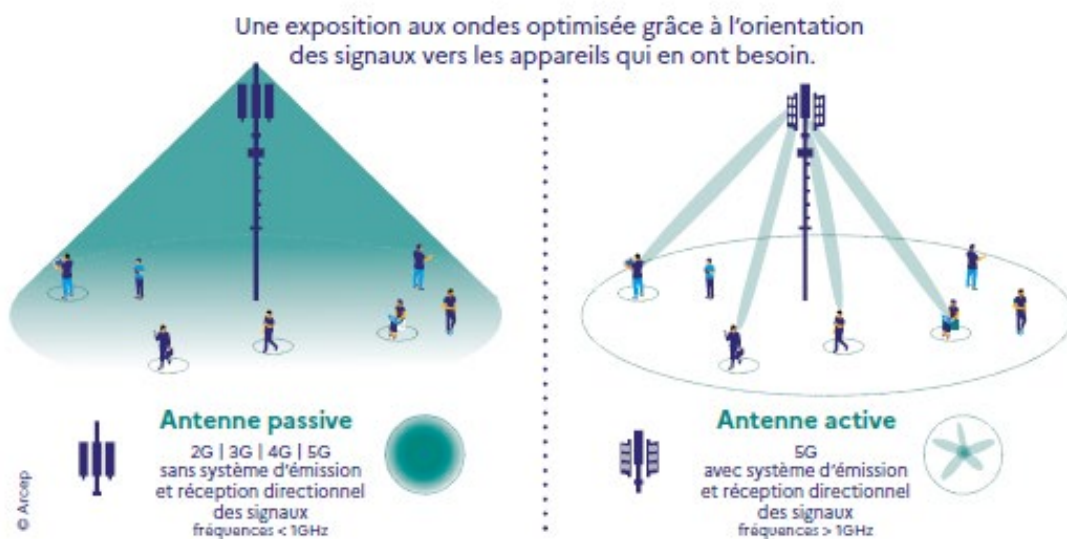 Une exposition aux ondes optimisée grâce à l'orientation
des signaux vers les appareils qui en ont besoin.
Antenne passive
2G | 3G | 4G | 5G
sans système d'émission
et réception directionnel
des signaux
fréquences < 1GHz
Antenne active
5G
avec système d'émission
et réception directionnel
des signaux
fréquences > 1GHz
© Arcep